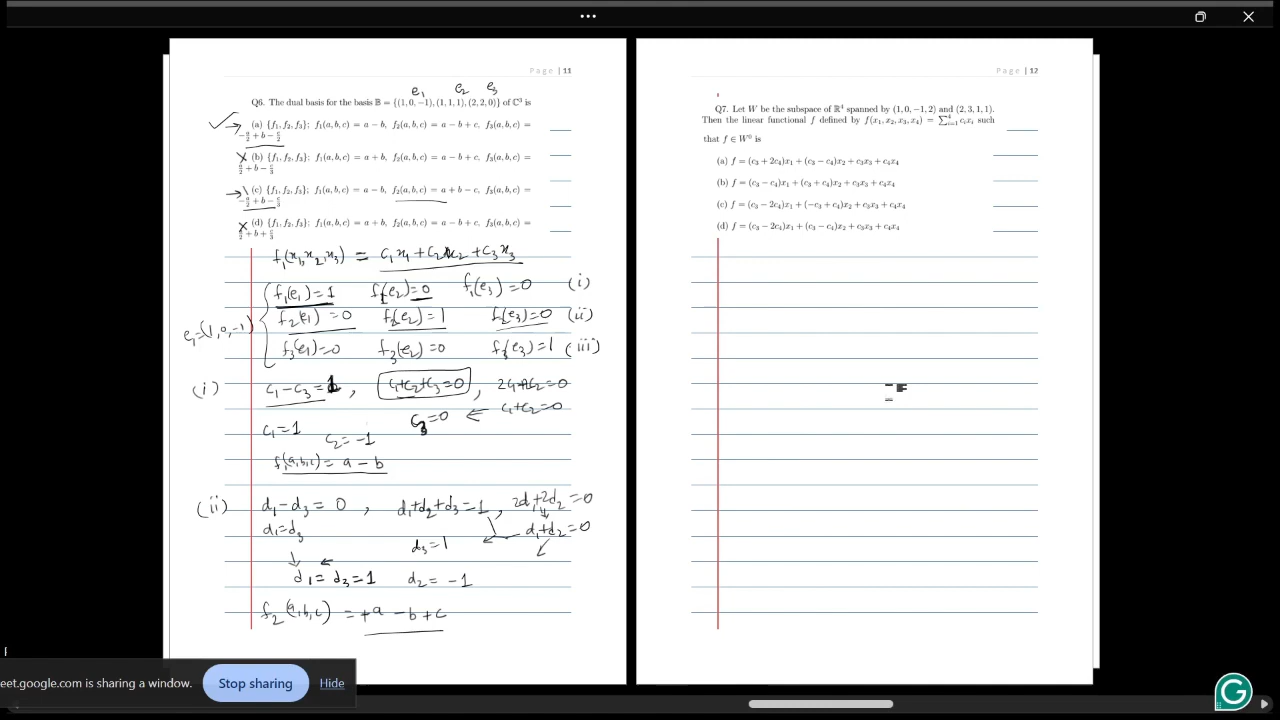 Page | 11
e1 e2 e3
Q6. The dual basis for the basis 𝔹 = {(1, 0, −1), (1, 1, 1), (2, 2, 0)} of ℂ³ is
(a) {f₁, f₂, f₃}; f₁(a, b, c) = a − b, f₂(a, b, c) = a − b + c, f₃(a, b, c) =
−a/2 + b − c/2
(b) {f₁, f₂, f₃}; f₁(a, b, c) = a + b, f₂(a, b, c) = a − b + c, f₃(a, b, c) =
a/2 + b − c/3
(c) {f₁, f₂, f₃}; f₁(a, b, c) = a − b, f₂(a, b, c) = a + b − c, f₃(a, b, c) =
−a/2 + b − c/3
(d) {f₁, f₂, f₃}; f₁(a, b, c) = a + b, f₂(a, b, c) = a − b + c, f₃(a, b, c) =
a/2 + b + c/3
f₁(x₁,x₂,x₃) = c₁x₁+c₂x₂+c₃x₃
f₁(e₁)=1 f₁(e₂)=0 f₁(e₃)=0 (i)
f₂(e₁)=0 f₂(e₂)=1 f₂(e₃)=0 (ii)
e₁=(1,0,-1)
f₃(e₁)=0 f₃(e₂)=0 f₃(e₃)=1 (iii)
(i) c₁−c₃=1 , c₁+c₂+c₃=0 ,
c₃=0 ← c₁+c₂=0
c₁=1 c₂=−1
f₁(a,b,c)= a−b
(ii) d₁−d₃=0 , d₁+d₂+d₃=1 , 2d₁+2d₂=0
d₁=d₃ d₁+d₂=0
d₃=1
d₁=d₃=1 d₂=−1
f₂(a,b,c) = +a −b+c
Page | 12
Q7. Let W be the subspace of ℝ⁴ spanned by (1, 0, −1, 2) and (2, 3, 1, 1).
Then the linear functional f defined by f(x₁, x₂, x₃, x₄) = ∑⁴ᵢ₌₁ cᵢxᵢ such
that f ∈ W⁰ is
(a) f = (c₃ + 2c₄)x₁ + (c₃ − c₄)x₂ + c₃x₃ + c₄x₄
(b) f = (c₃ − c₄)x₁ + (c₃ + c₄)x₂ + c₃x₃ + c₄x₄
(c) f = (c₃ − 2c₄)x₁ + (−c₃ + c₄)x₂ + c₃x₃ + c₄x₄
(d) f = (c₃ − 2c₄)x₁ + (c₃ − c₄)x₂ + c₃x₃ + c₄x₄
eet.google.com is sharing a window.
Stop sharing
Hide